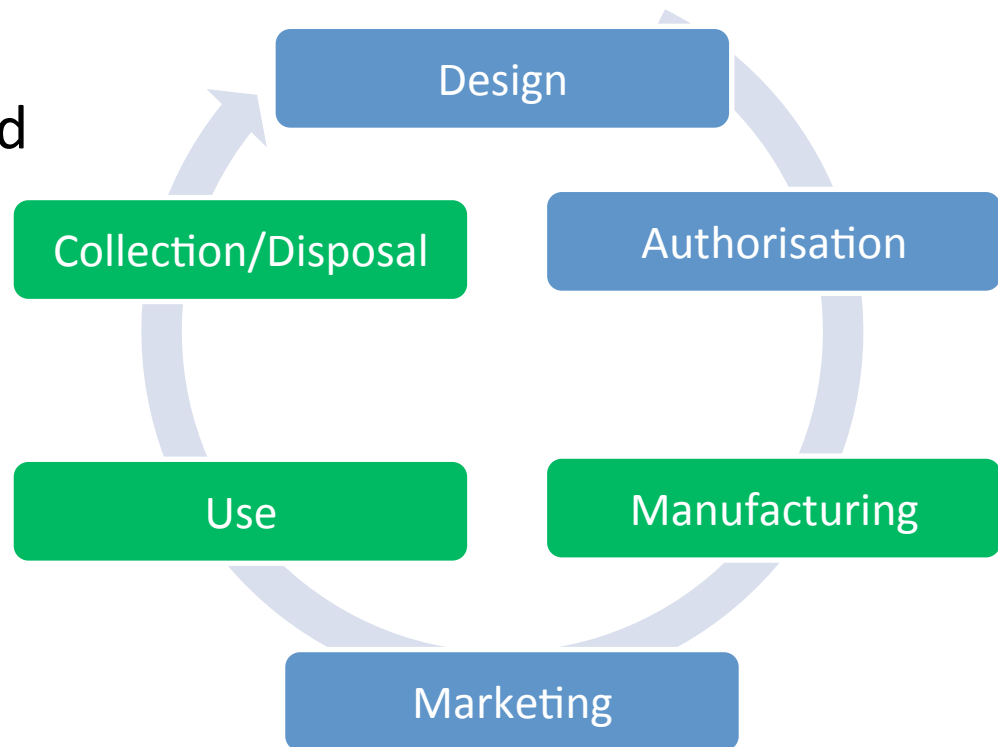 Design
d
Collection/Disposal
Authorisation
Use
Manufacturing
Marketing